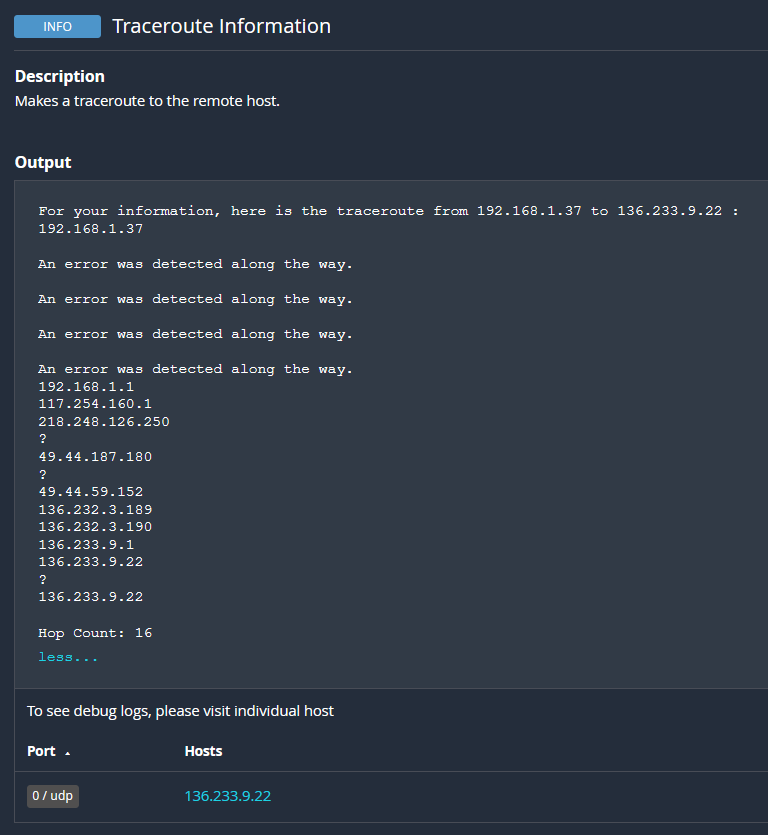 INFO Traceroute Information
Description
Makes a traceroute to the remote host.
Output
For your information, here is the traceroute from 192.168.1.37 to 136.233.9.22 :
192.168.1.37
An error was detected along the way.
An error was detected along the way.
An error was detected along the way.
An error was detected along the way.
192.168.1.1
117.254.160.1
218.248.126.250
?
49.44.187.180
?
49.44.59.152
136.232.3.189
136.232.3.190
136.233.9.1
136.233.9.22
?
136.233.9.22
Hop Count: 16
less...
To see debug logs, please visit individual host
Port Hosts
0 / udp 136.233.9.22